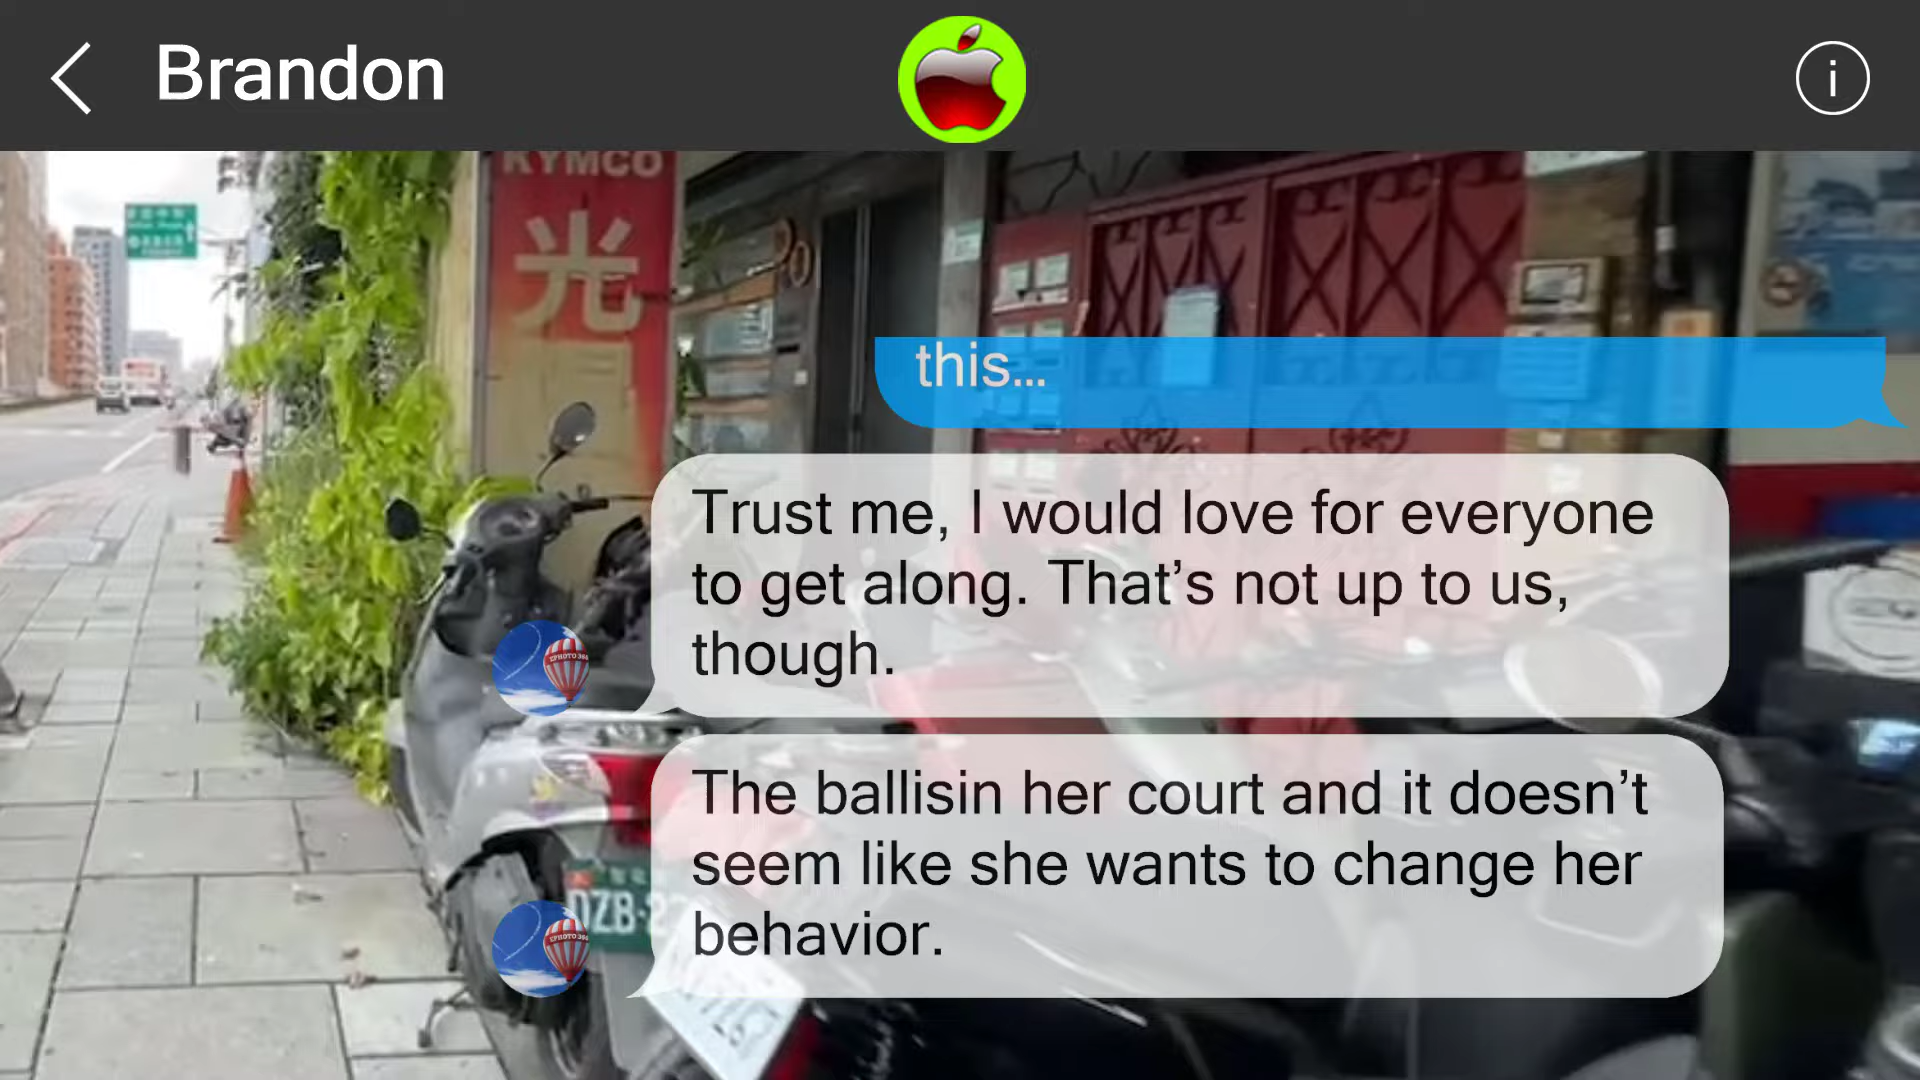 Brandon
i
KYMCO
光
this...
Trust me, I would love for everyone
to get along. That’s not up to us,
though.
The ballisin her court and it doesn’t
seem like she wants to change her
behavior.